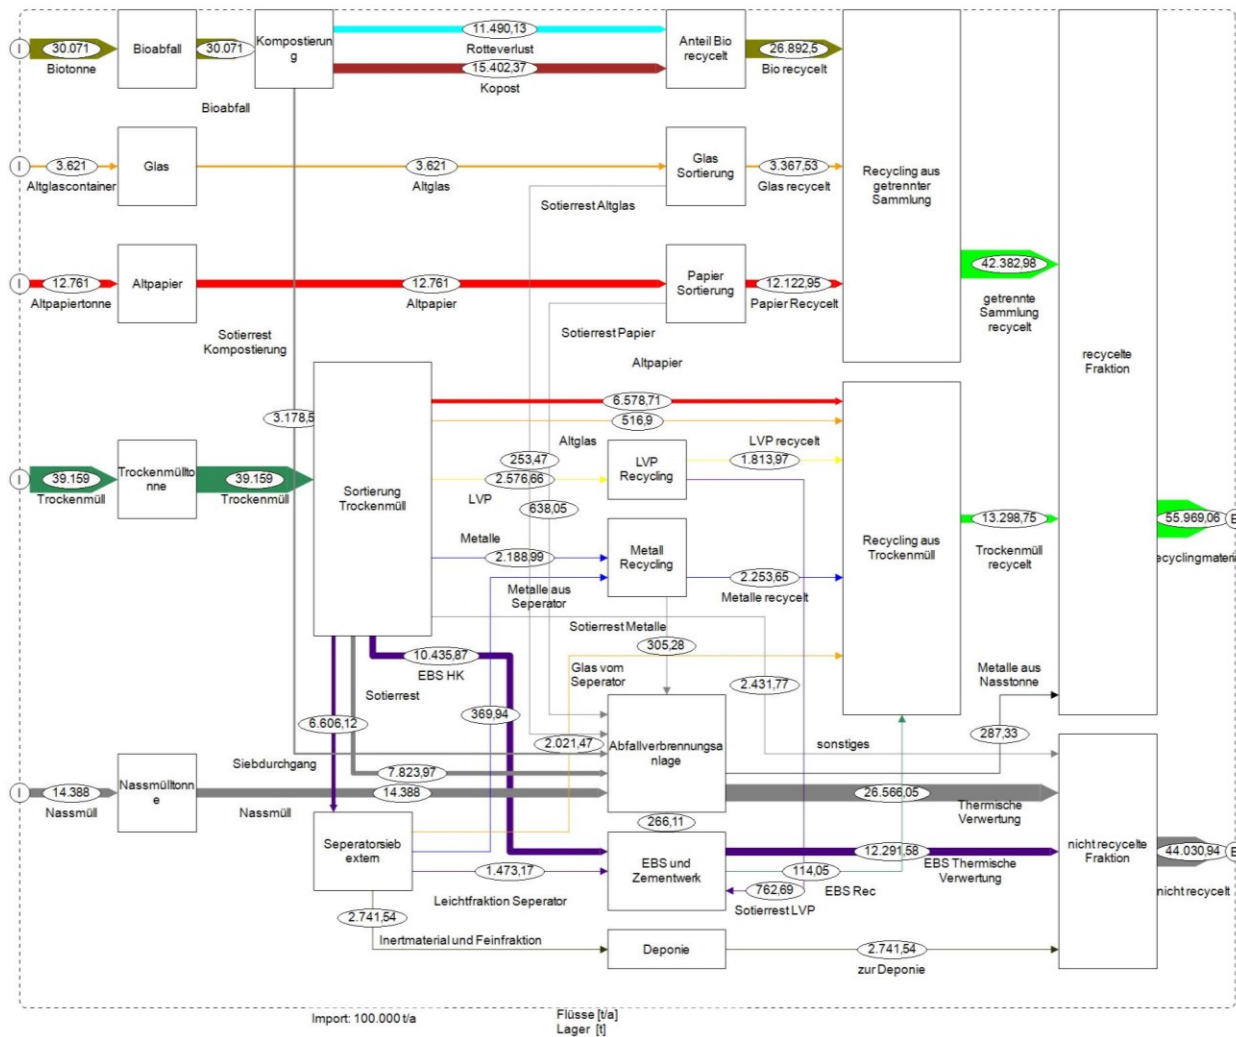 I
30.071
Biotonne
Bioabfall
30.071
Bioabfall
Kompostierun
g
11.490,13
Rotteverlust
15.402,37
Kopost
Anteil Bio
recycelt
26.892,5
Bio recycelt
I
3.621
Altglascontainer
Glas
3.621
Altglas
Glas
Sortierung
3.367,53
Glas recycelt
Sotierrest Altglas
Recycling aus
getrennter
Sammlung
I
12.761
Altpapiertonne
Altpapier
12.761
Altpapier
Papier
Sortierung
12.122,95
Papier Recycelt
Sotierrest Papier
42.382,98
getrennte
Sammlung
recycelt
recycelte
Fraktion
Sotierrest
Kompostierung
3.178,5
Altpapier
6.578,71
516,9
Altglas
I
39.159
Trockenmüll
Trockenmüllto
nne
39.159
Trockenmüll
Sortierung
Trockenmüll
253,47
2.576,66
LVP
LVP
Recycling
LVP recycelt
1.813,97
638,05
Metalle
2.188,99
Metall
Recycling
Metalle aus
Seperator
2.253,65
Metalle recycelt
Recycling aus
Trockenmüll
13.298,75
Trockenmüll
recycelt
55.969,06
E
ecyclingmateria
Sotierrest Metalle
305,28
10.435,87
EBS HK
Glas vom
Seperator
2.431,77
Metalle aus
Nasstonne
Sotierrest
6.606,12
369,94
2.021,47
Abfallverbrennungsa
nlage
sonstiges
287,33
Siebdurchgang
7.823,97
I
14.388
Nassmüll
Nassmülltonn
e
Nassmüll
14.388
26.566,05
Thermische
Verwertung
266,11
Seperatorsieb
extern
1.473,17
Leichtfraktion Seperator
EBS und
Zementwerk
12.291,58
EBS Thermische
Verwertung
114,05
EBS Rec
762,69
Sotierrest LVP
nicht recycelte
Fraktion
44.030,94
E
nicht recycelt
2.741,54
Inertmaterial und Feinfraktion
Deponie
2.741,54
zur Deponie
Import: 100.000 t/a
Flüsse [t/a]
Lager [t]